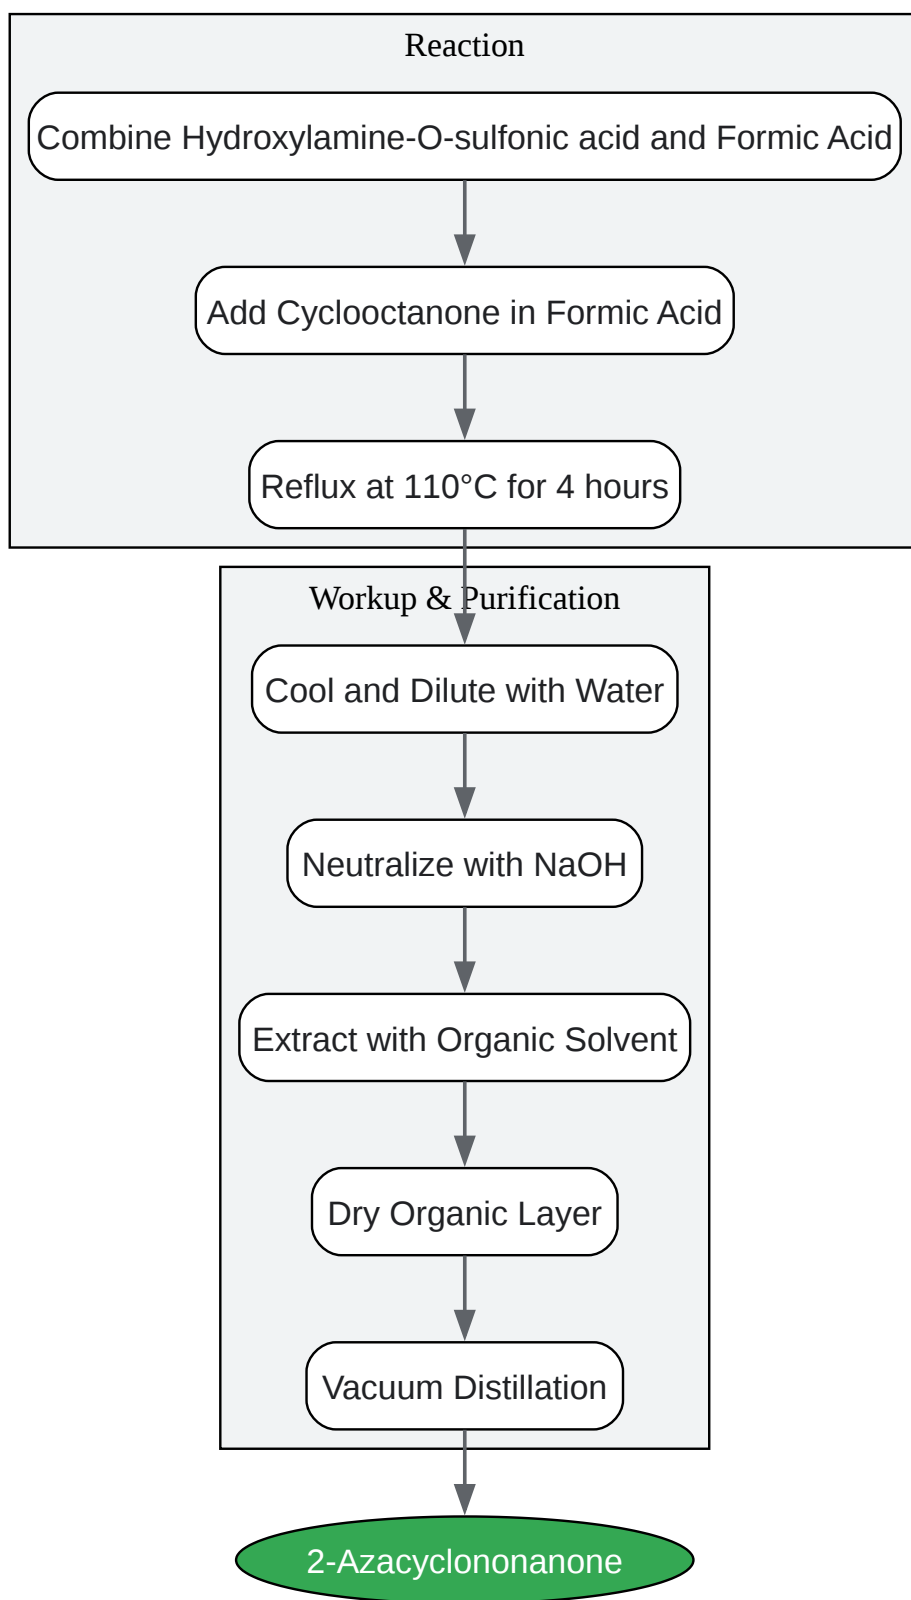 Reaction
Combine Hydroxylamine-O-sulfonic acid and Formic Acid
Add Cyclooctanone in Formic Acid
Reflux at 110°C for 4 hours
Workup & Purification
Cool and Dilute with Water
Neutralize with NaOH
Extract with Organic Solvent
Dry Organic Layer
Vacuum Distillation
2-Azacyclononanone